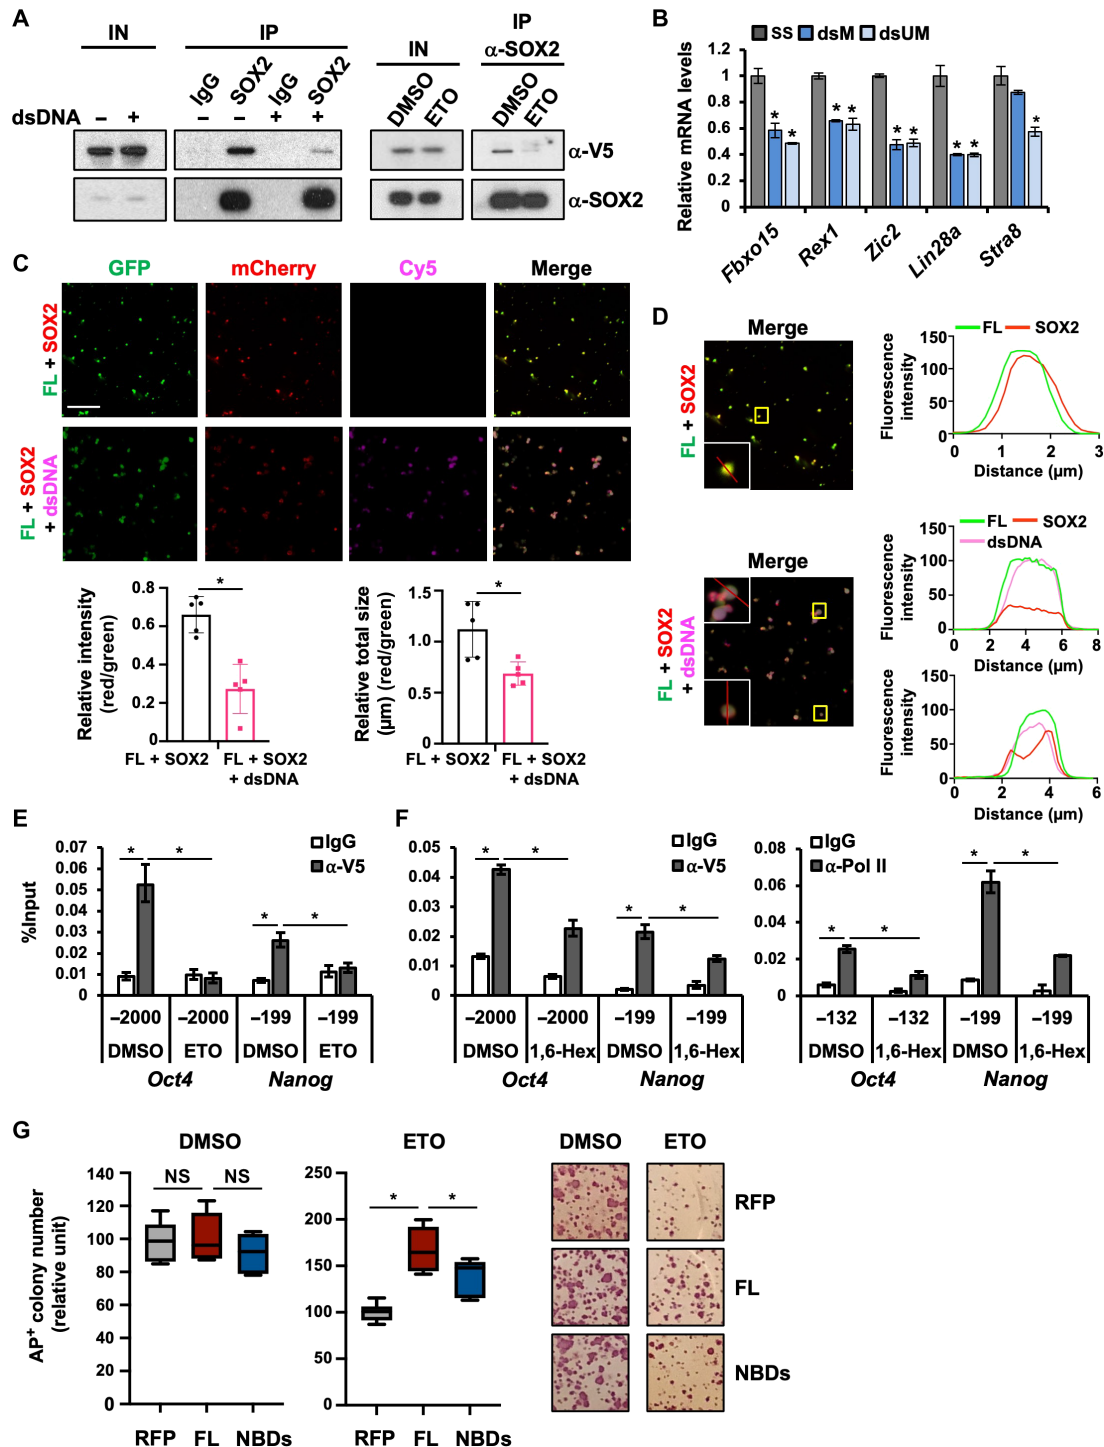 A
IN
IP
IgG
SOX2
IgG
SOX2
dsDNA − + − − + +
IN
IP
α-SOX2
DMSO
ETO
DMSO
ETO
α-V5
α-SOX2
B
SS dsM dsUM
Relative mRNA levels
1.2
1
0.8
0.6
0.4
0.2
0
* * * * * * * * *
Fbxo15
Rex1
Zic2
Lin28a
Stra8
C
GFP mCherry Cy5 Merge
FL + SOX2
FL + SOX2
+ dsDNA
Relative intensity
(red/green)
0.8
0.6
0.4
0.2
0
*
FL + SOX2 FL + SOX2
+ dsDNA
Relative total size
(µm) (red/green)
1.5
1.0
0.5
0
*
FL + SOX2 FL + SOX2
+ dsDNA
D
Merge
FL + SOX2
FL SOX2
Fluorescence
intensity
150
100
50
0
0 1 2 3
Distance (µm)
Merge
FL + SOX2
+ dsDNA
FL SOX2
dsDNA
Fluorescence
intensity
150
100
50
0
0 2 4 6 8
Distance (µm)
Fluorescence
intensity
150
100
50
0
0 2 4 6
Distance (µm)
E
%Input
0.07
0.06
0.05
0.04
0.03
0.02
0.01
0
IgG
α-V5
* * * *
−2000 −2000 −199 −199
DMSO ETO DMSO ETO
Oct4 Nanog
F
0.05
0.04
0.03
0.02
0.01
0
IgG
α-V5
* * * *
−2000 −2000 −199 −199
DMSO 1,6-Hex DMSO 1,6-Hex
Oct4 Nanog
0.08
0.06
0.04
0.02
0
IgG
α-Pol II
* * * *
−132 −132 −199 −199
DMSO 1,6-Hex DMSO 1,6-Hex
Oct4 Nanog
G
DMSO
AP+ colony number
(relative unit)
140
120
100
80
60
40
20
0
NS NS
RFP FL NBDs
ETO
250
200
150
100
50
0
* *
RFP FL NBDs
DMSO ETO
RFP
FL
NBDs